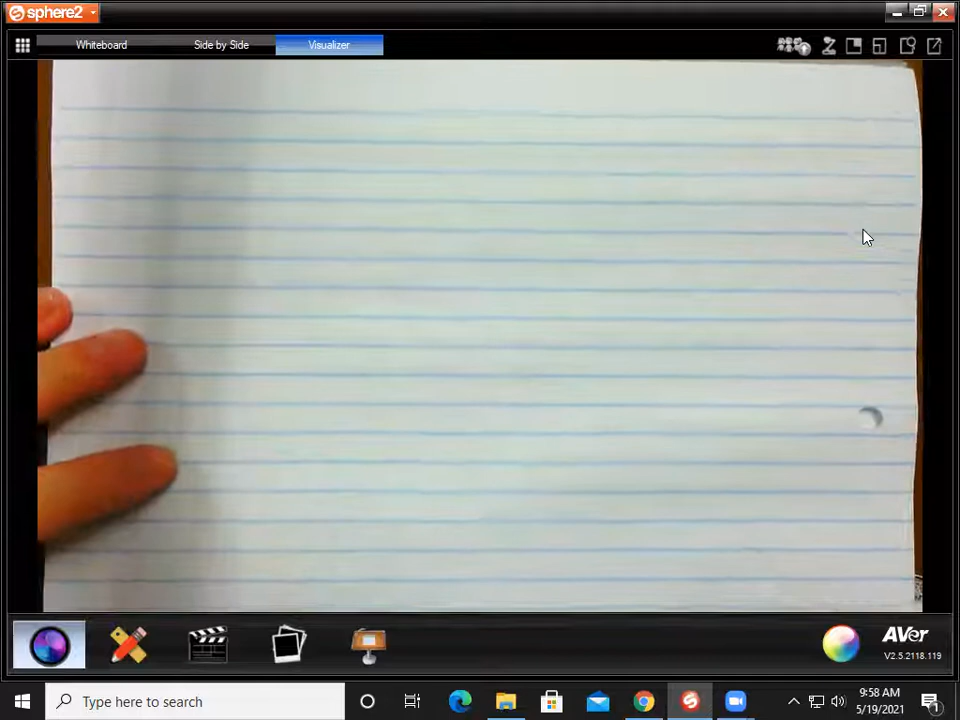 sphere2
Whiteboard Side by Side Visualizer
AVer
V2.5.2118.119
Type here to search
9:58 AM
5/19/2021
1